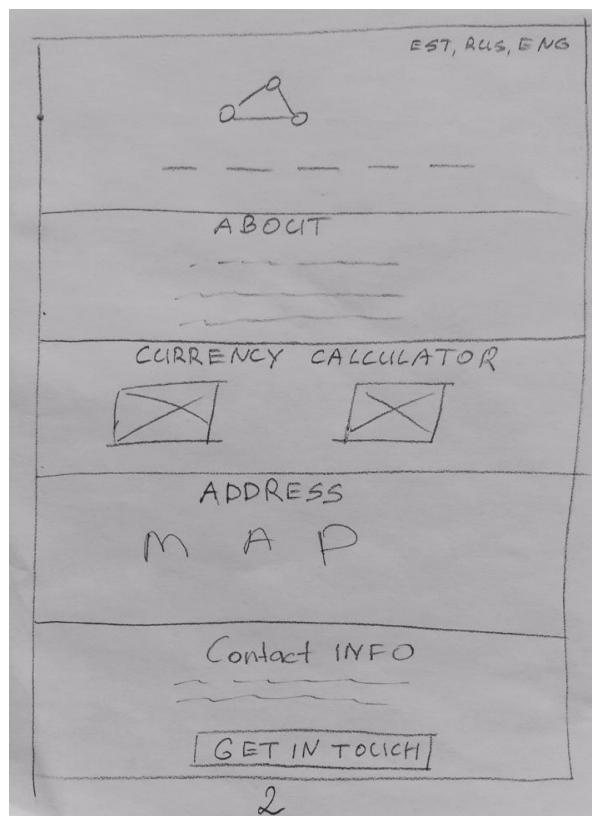 EST, RUS, ENG
ABOUT
CURRENCY CALCULATOR
ADDRESS
MAP
Contact INFO
GET IN TOUCH
2